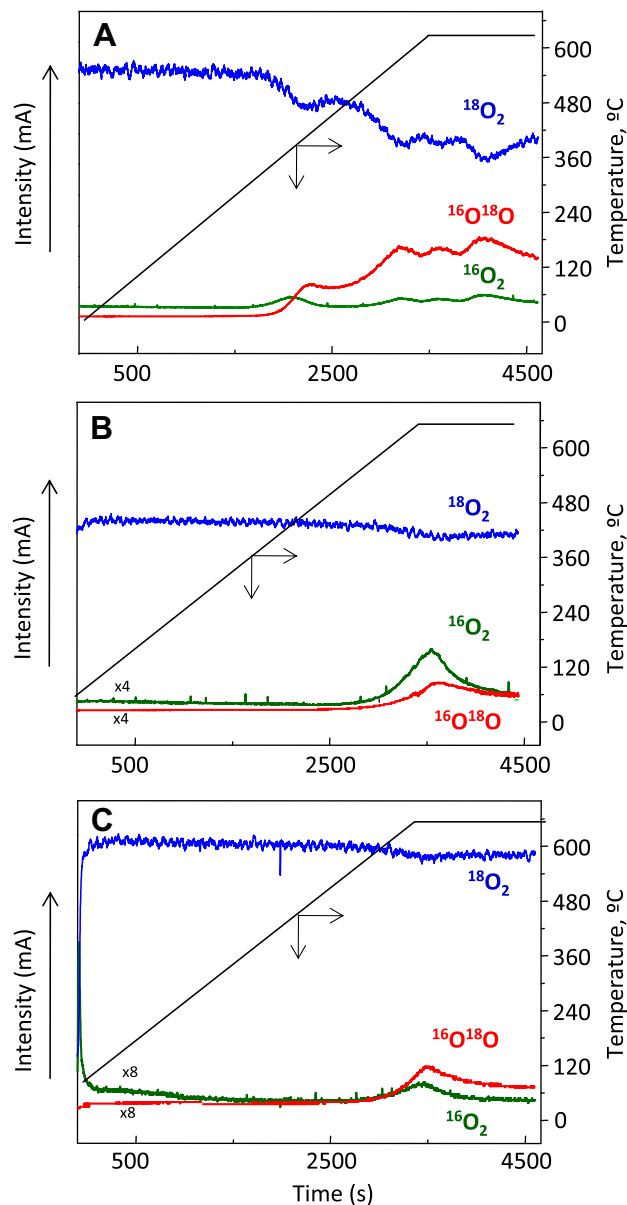 A
600
¹⁸O₂
480
Intensity (mA)
360
Temperature, ºC
¹⁶O¹⁸O
240
¹⁶O₂
120
0
500 2500 4500
B
600
¹⁸O₂
480
Intensity (mA)
360
Temperature, ºC
¹⁶O₂
240
x4
120
x4
¹⁶O¹⁸O
0
500 2500 4500
C
600
¹⁸O₂
480
Intensity (mA)
360
Temperature, ºC
240
¹⁶O¹⁸O
x8
120
x8
¹⁶O₂
0
500 2500 4500
Time (s)